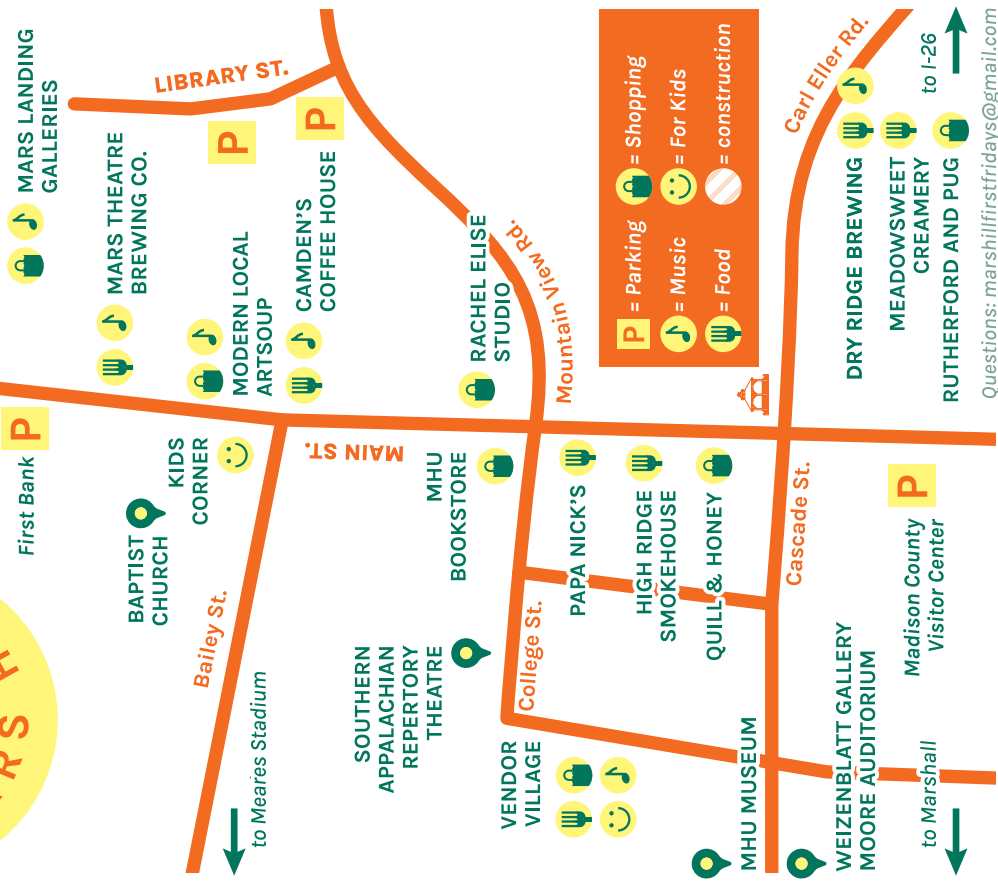 MARS LANDING
GALLERIES
LIBRARY ST.
MARS THEATRE
BREWING CO.
P
P
CAMDEN'S
COFFEE HOUSE
MODERN LOCAL
ARTSOUP
RACHEL ELISE
STUDIO
Mountain View Rd.
P = Parking
= Shopping
= Music
= For Kids
= Food
= construction
Carl Eller Rd.
to I-26
DRY RIDGE BREWING
MEADOWSWEET
CREAMERY
RUTHERFORD AND PUG
Questions: marshillfirstfridays@gmail.com
P
First Bank
KIDS
CORNER
BAPTIST
CHURCH
MAIN ST.
MHU
BOOKSTORE
PAPA NICK'S
HIGH RIDGE
SMOKEHOUSE
QUILL & HONEY
Cascade St.
P
Madison County
Visitor Center
Bailey St.
to Meares Stadium
SOUTHERN
APPALACHIAN
REPERTORY
THEATRE
College St.
VENDOR
VILLAGE
MHU MUSEUM
WEIZENBLATT GALLERY
MOORE AUDITORIUM
to Marshall